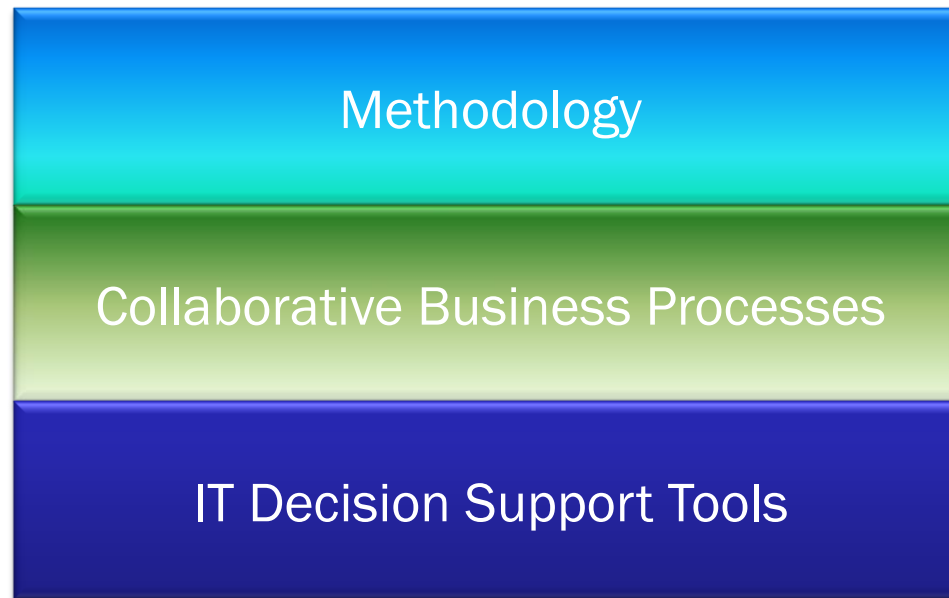 Methodology
Collaborative Business Processes
IT Decision Support Tools